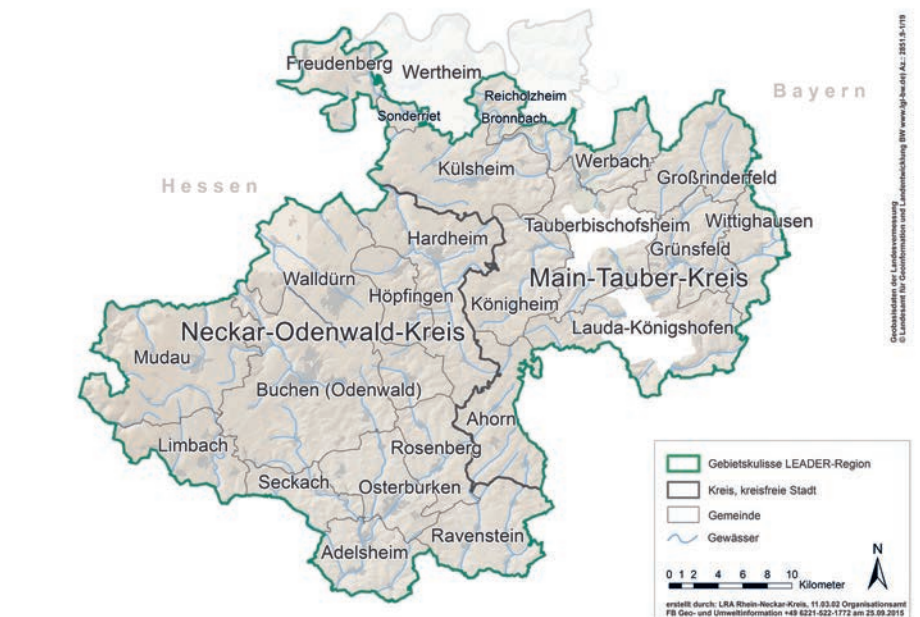 Freudenberg
Wertheim
Reicholzheim
Sonderriet
Bronnbach
Bayern
Hessen
Külsheim
Werbach
Großrinderfeld
Tauberbischofsheim
Wittighausen
Hardheim
Grünsfeld
Walldürn
Main-Tauber-Kreis
Höpfingen
Königheim
Neckar-Odenwald-Kreis
Lauda-Königshofen
Mudau
Buchen (Odenwald)
Ahorn
Limbach
Rosenberg
Seckach
Osterburken
Ravenstein
Adelsheim
Gebietskulisse LEADER-Region
Kreis, kreisfreie Stadt
Gemeinde
Gewässer
N
0 1 2 4 6 8 10
Kilometer
erstellt durch: LRA Rhein-Neckar-Kreis, 11.03.02 Organisationsamt
FB Geo- und Umweltinformation +49 6221-522-1772 am 25.09.2015
Geobasisdaten der Landesvermessung
© Landesamt für Geoinformation und Landentwicklung BW www.lgl-bw.de) Az.: 2851.9-1/19